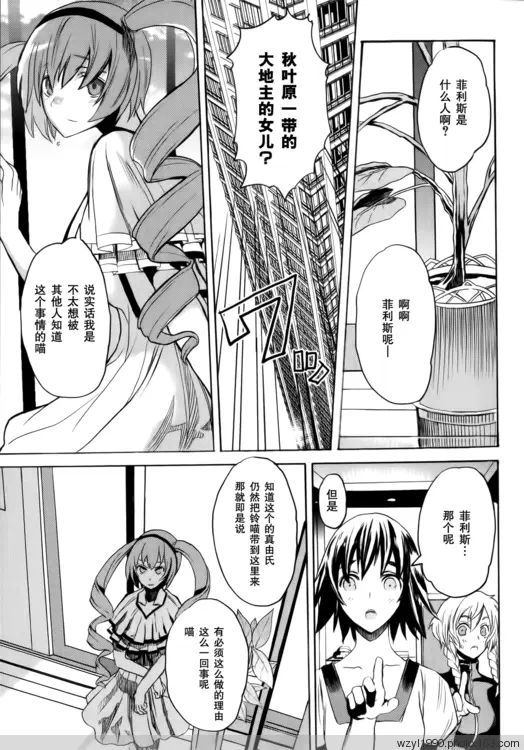 菲利斯是
什么人啊？
啊啊
菲利斯呢—
秋叶原一带的
大地主的女儿？
说实话我是
不太想被
其他人知道
这个事情的喵
菲利斯…
那个呢
但是
知道这个的真由氏
仍然把铃喵带到这里来
那就即是说
有必须这么做的理由
这么一回事呢
喵
wzyl1990.photo.163.com